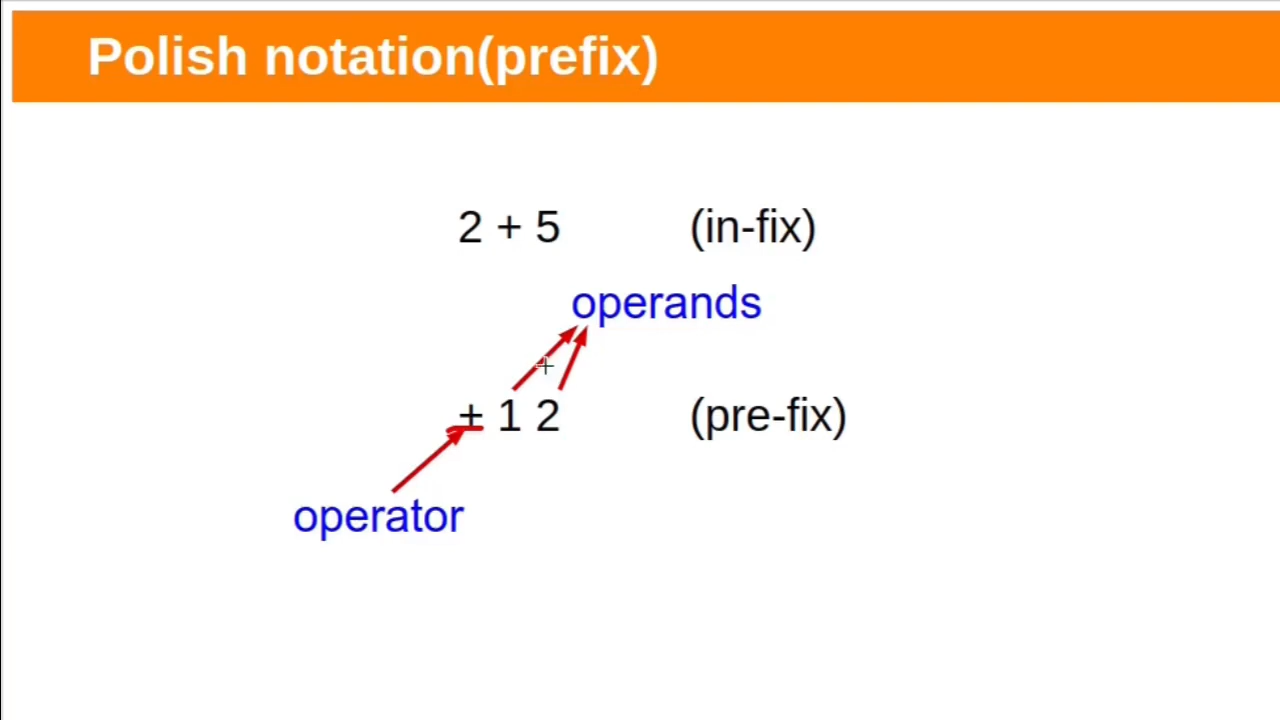 Polish notation(prefix)
2 + 5 (in-fix)
operands
+ 1 2 (pre-fix)
operator